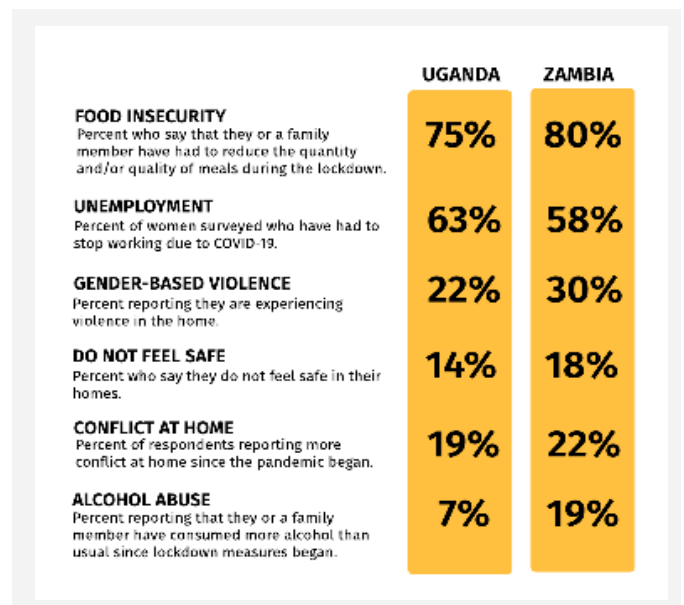 UGANDA ZAMBIA
FOOD INSECURITY
Percent who say that they or a family
member have had to reduce the quantity
and/or quality of meals during the lockdown.
75% 80%
UNEMPLOYMENT
Percent of women surveyed who have had to
stop working due to COVID-19.
63% 58%
GENDER-BASED VIOLENCE
Percent reporting they are experiencing
violence in the home.
22% 30%
DO NOT FEEL SAFE
Percent who say they do not feel safe in their
homes.
14% 18%
CONFLICT AT HOME
Percent of respondents reporting more
conflict at home since the pandemic began.
19% 22%
ALCOHOL ABUSE
Percent reporting that they or a family
member have consumed more alcohol than
usual since lockdown measures began.
7% 19%